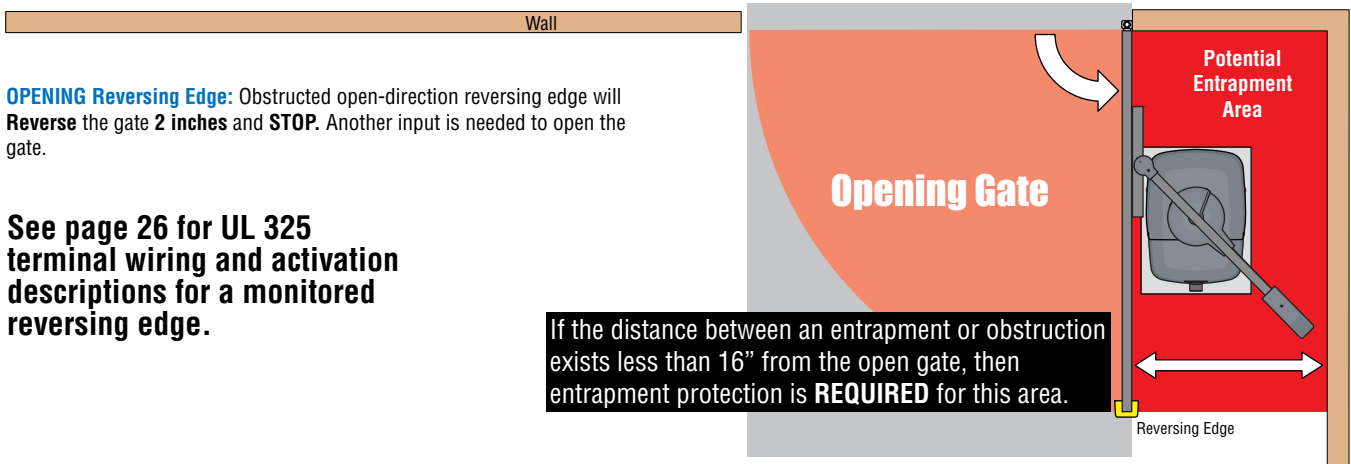 Wall
OPENING Reversing Edge: Obstructed open-direction reversing edge will
Reverse the gate 2 inches and STOP. Another input is needed to open the
gate.
See page 26 for UL 325
terminal wiring and activation
descriptions for a monitored
reversing edge.
Potential
Entrapment
Area
Opening Gate
If the distance between an entrapment or obstruction
exists less than 16” from the open gate, then
entrapment protection is REQUIRED for this area.
Reversing Edge